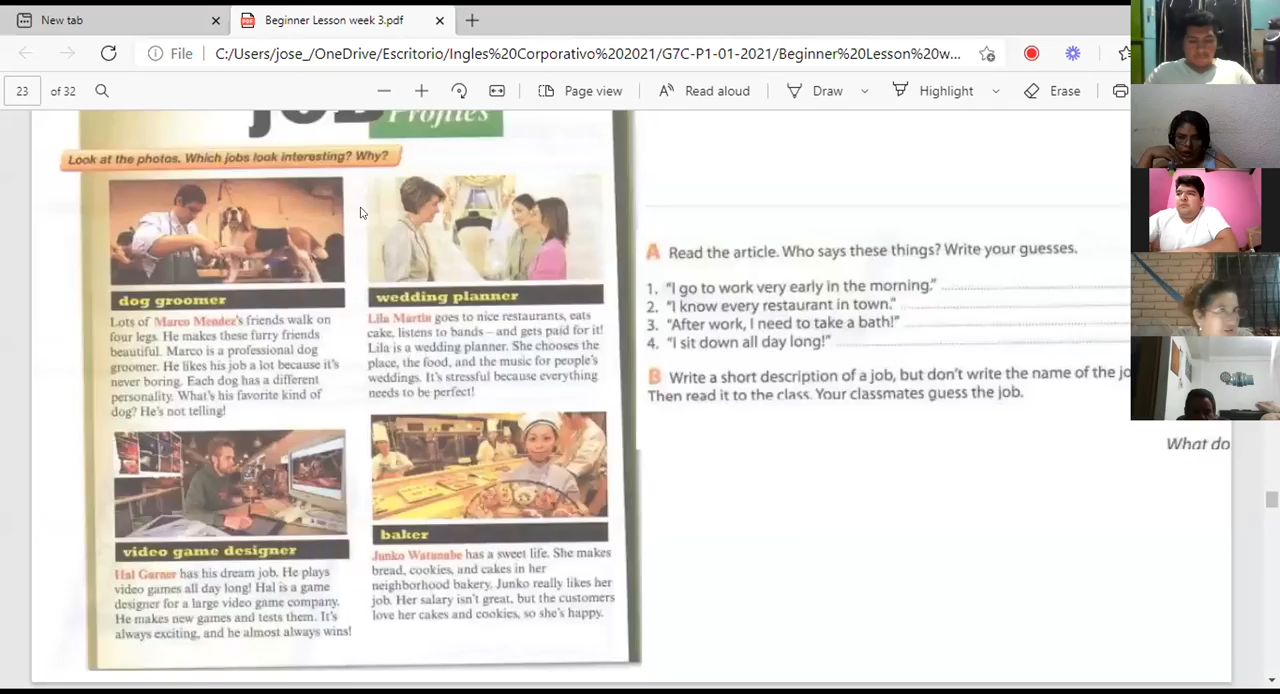 New tab
Beginner Lesson week 3.pdf
File
C:/Users/jose_/OneDrive/Escritorio/Ingles%20Corporativo%202021/G7C-P1-01-2021/Beginner%20Lesson%20w...
23 of 32
Page view
Read aloud
Draw
Highlight
Erase
JOB
Profiles
Look at the photos. Which jobs look interesting? Why?
dog groomer
Lots of Marco Mendez's friends walk on
four legs. He makes these furry friends
beautiful. Marco is a professional dog
groomer. He likes his job a lot because it's
never boring. Each dog has a different
personality. What's his favorite kind of
dog? He's not telling!
wedding planner
Lila Martin goes to nice restaurants, eats
cake, listens to bands – and gets paid for it!
Lila is a wedding planner. She chooses the
place, the food, and the music for people's
weddings. It's stressful because everything
needs to be perfect!
video game designer
Hal Garner has his dream job. He plays
video games all day long! Hal is a game
designer for a large video game company.
He makes new games and tests them. It's
always exciting, and he almost always wins!
baker
Junko Watanabe has a sweet life. She makes
bread, cookies, and cakes in her
neighborhood bakery. Junko really likes her
job. Her salary isn't great, but the customers
love her cakes and cookies, so she's happy.
A Read the article. Who says these things? Write your guesses.
1. "I go to work very early in the morning."
2. "I know every restaurant in town."
3. "After work, I need to take a bath!"
4. "I sit down all day long!"
B Write a short description of a job, but don't write the name of the jo
Then read it to the class. Your classmates guess the job.
What do